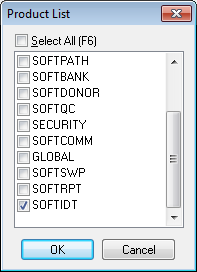 Product List
Select All (F6)
SOFTPATH
SOFTBANK
SOFTDONOR
SOFTQC
SECURITY
SOFTCOMM
GLOBAL
SOFTSWP
SOFTRPT
SOFTIDT
OK
Cancel